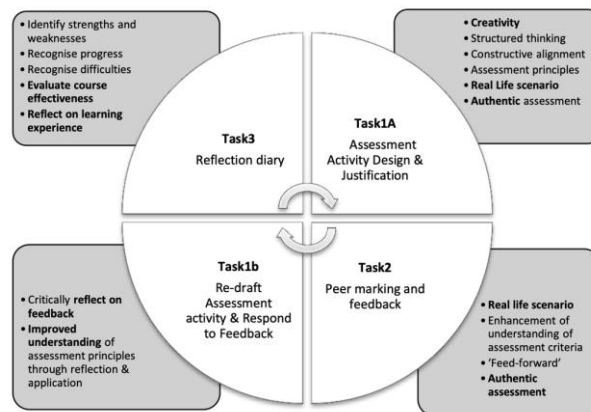 • Identify strengths and
weaknesses
• Recognise progress
• Recognise difficulties
• Evaluate course
effectiveness
• Reflect on learning
experience
• Creativity
• Structured thinking
• Constructive alignment
• Assessment principles
• Real Life scenario
• Authentic assessment
Task3
Reflection diary
Task1A
Assessment
Activity Design &
Justification
Task1b
Re-draft
Assessment
activity & Respond
to Feedback
Task2
Peer marking and
feedback
• Critically reflect on
feedback
• Improved
understanding of
assessment principles
through reflection &
application
• Real life scenario
• Enhancement of
understanding of
assessment criteria
• 'Feed-forward'
• Authentic
assessment